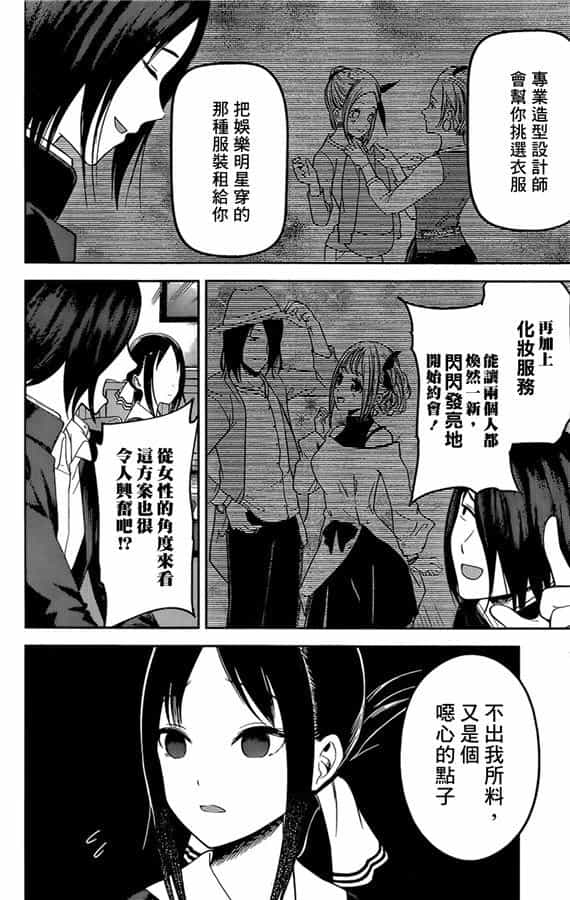 專業造型設計師
會幫你挑選衣服
把娛樂明星穿的
那種服裝租給你
再加上
化妝服務
能讓兩個人都
煥然一新，
閃閃發亮地
開始約會！
從女性的角度來看
這方案也很
令人興奮吧!?
不出我所料，
又是個
噁心的點子